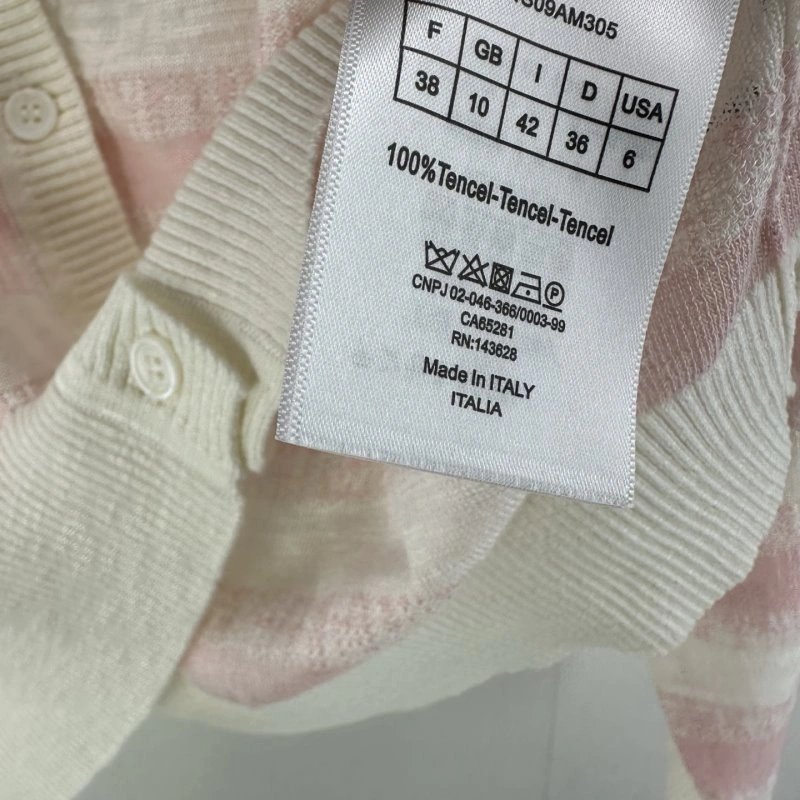 S09AM305
F GB I D USA
38 10 42 36 6
100%Tencel-Tencel-Tencel
P
CNPJ 02-046-366/0003-99
CA65281
RN:143628
Made In ITALY
ITALIA